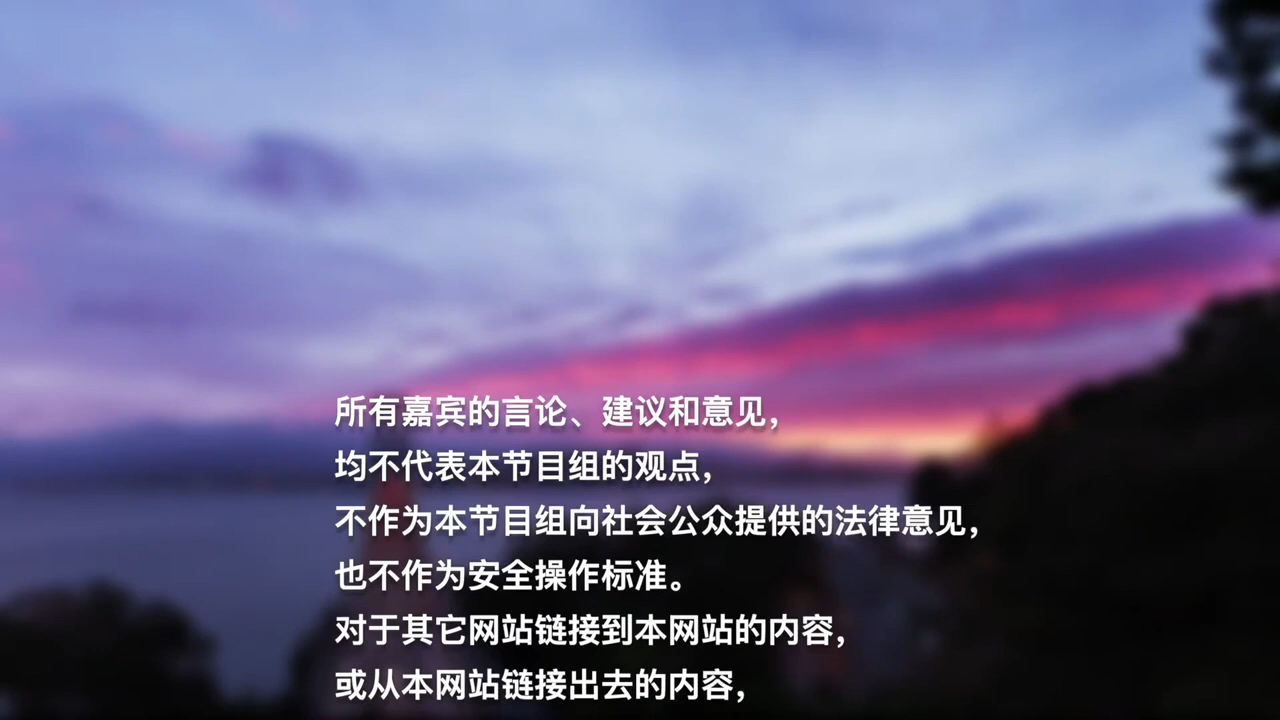 所有嘉宾的言论、建议和意见，
均不代表本节目组的观点，
不作为本节目组向社会公众提供的法律意见，
也不作为安全操作标准。
对于其它网站链接到本网站的内容，
或从本网站链接出去的内容，